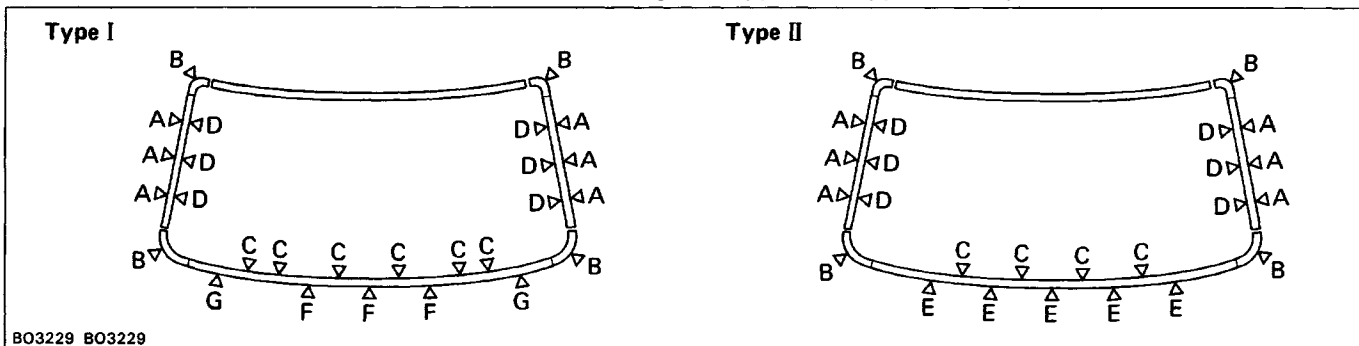 Type I Type II
B B B B
A D D A A D D A
A D D A A D D A
A D D A A D D A
B C C C C C C B B C C C C B
G F F F G E E E E E
BO3229 BO3229